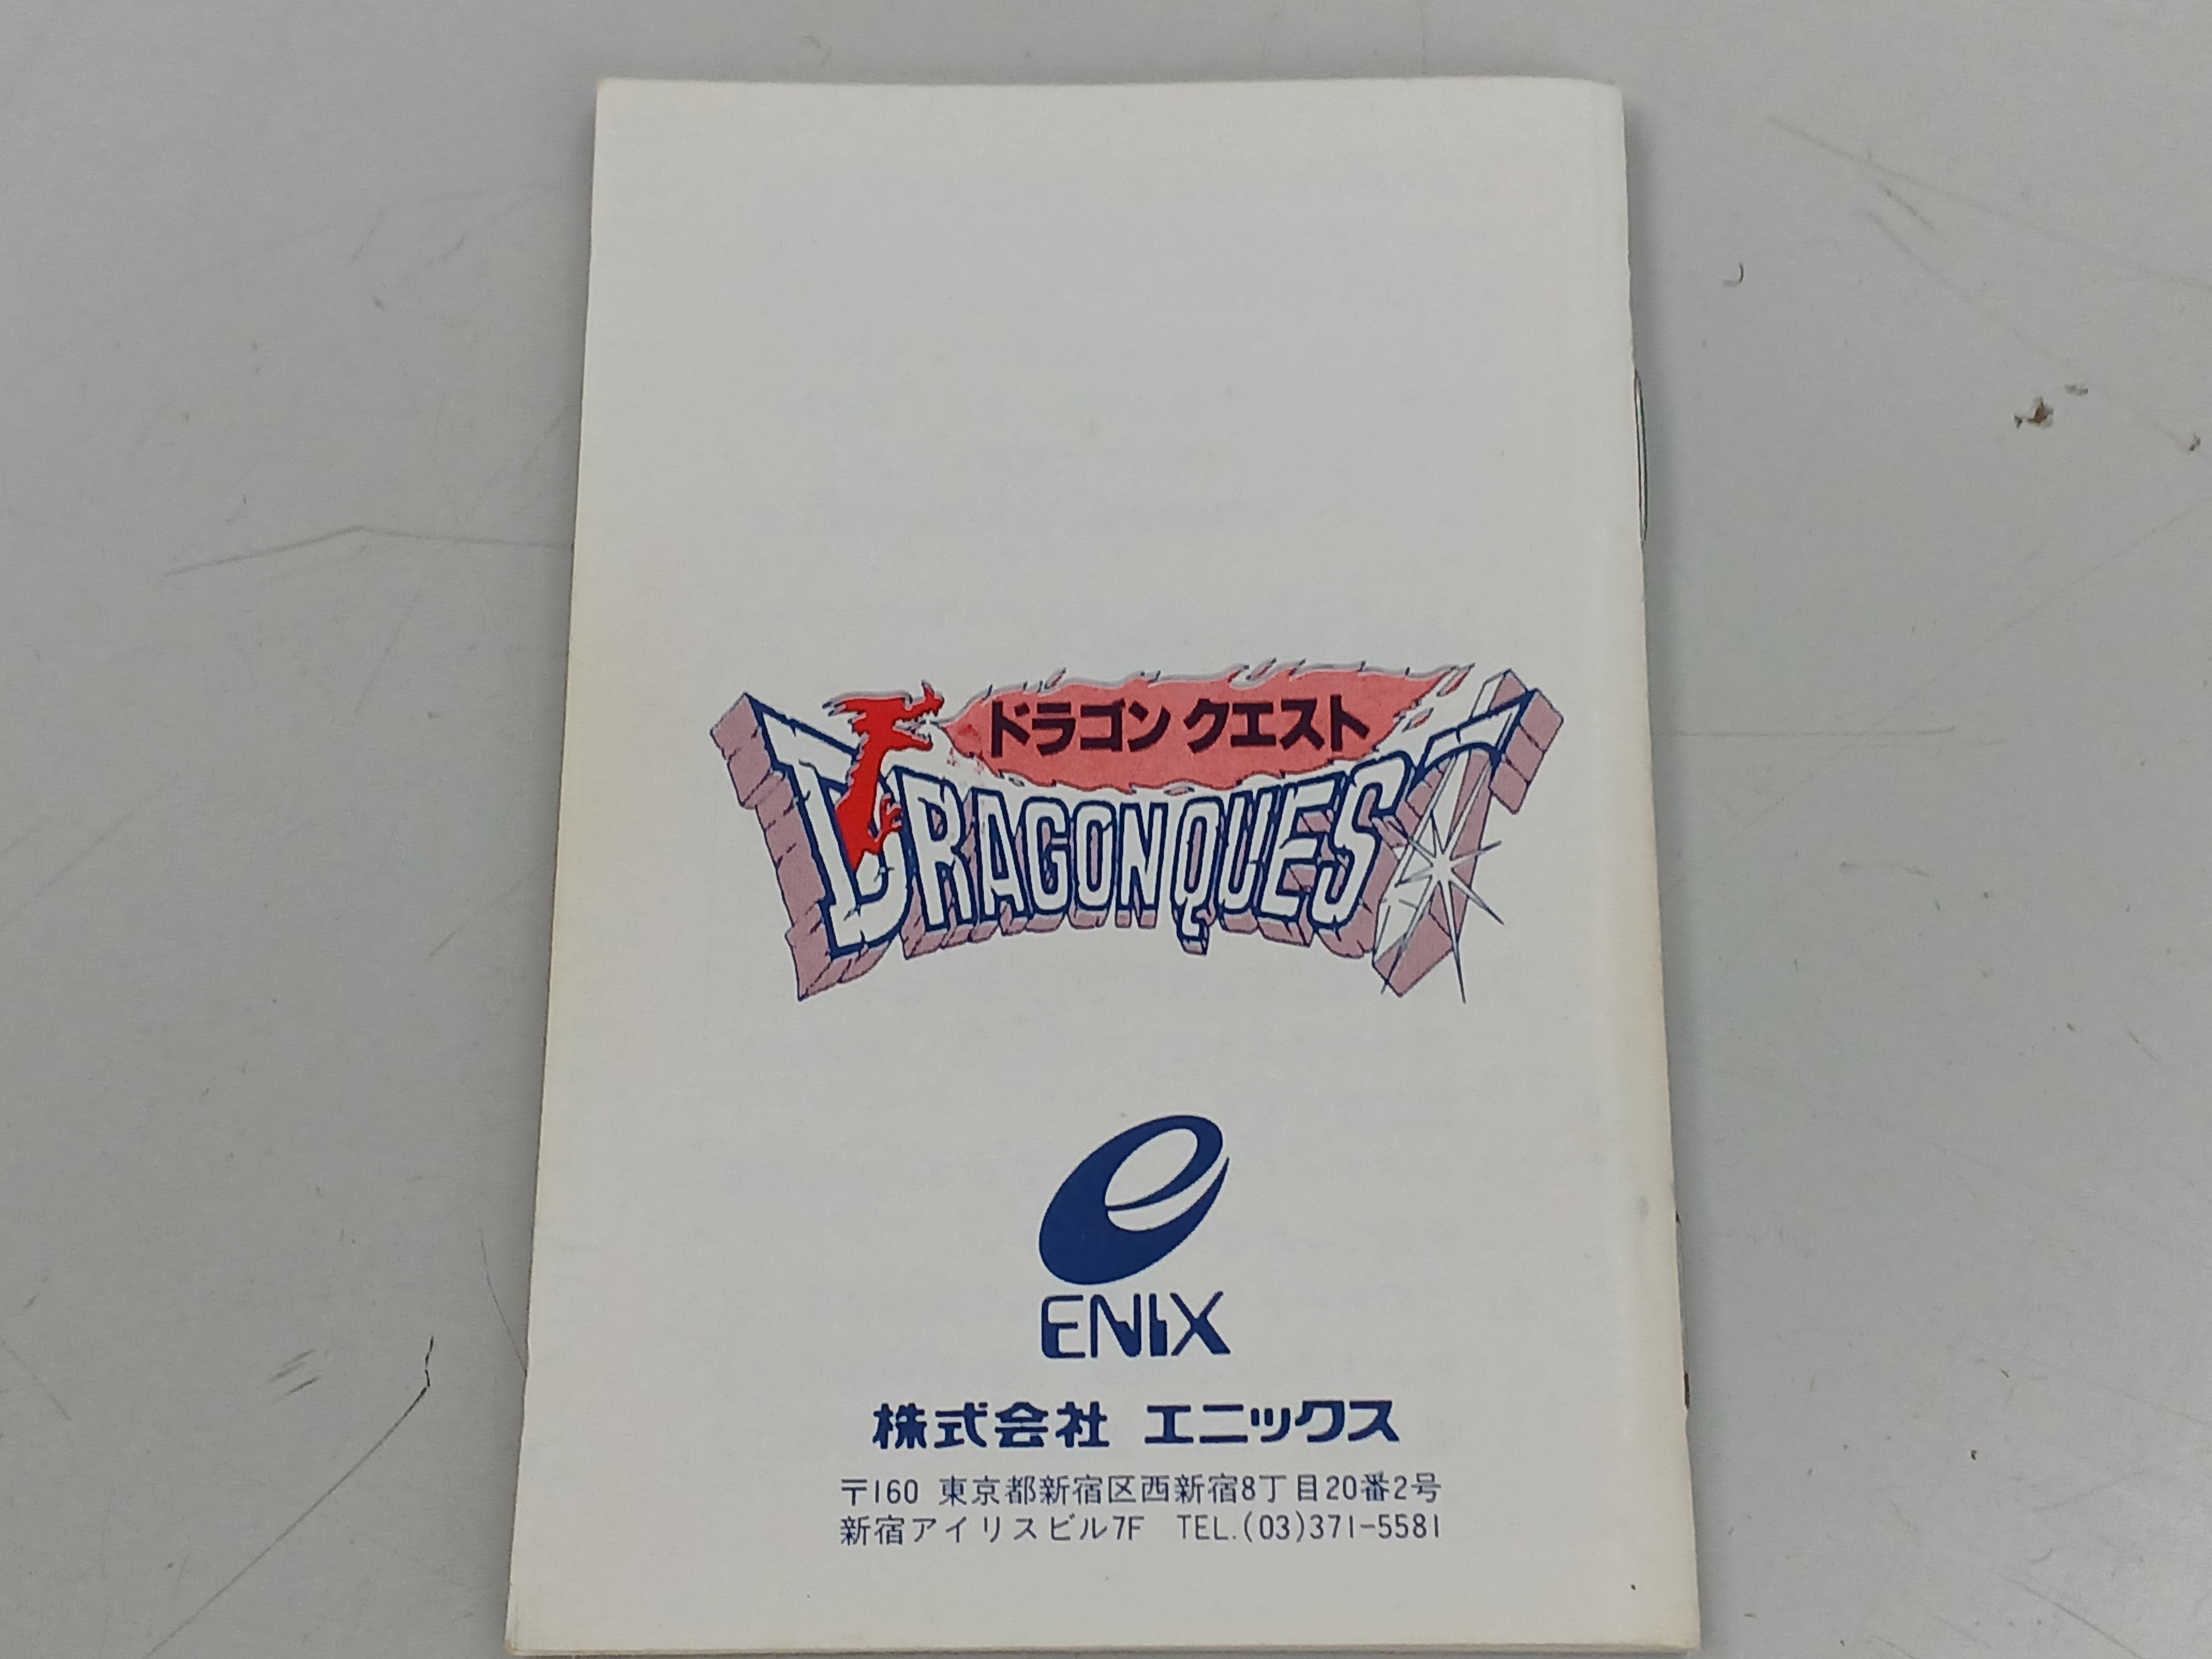 ドラゴンクエスト
DRAGON QUEST
ENIX
株式会社 エニックス
〒160 東京都新宿区西新宿8丁目20番2号
新宿アイリスビル7F TEL.(03)371-5581